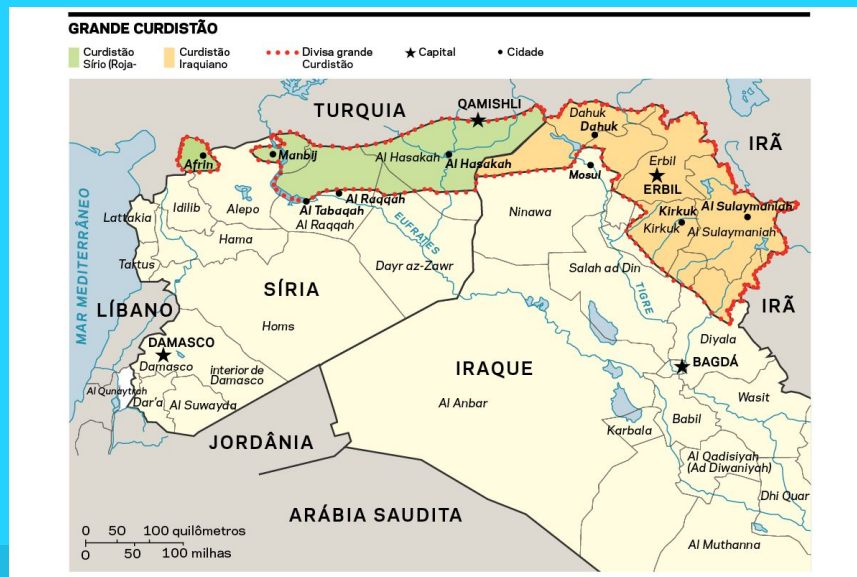 GRANDE CURDISTÃO
Curdistão
Sírio (Roja-
Curdistão
Iraquiano
Divisa grande
Curdistão
Capital
Cidade
TURQUIA
QAMISHLI
Dahuk
Dahuk
IRÃ
Afrin
Manbij
Al Hasakah
Al Hasakah
Erbil
ERBIL
Mosul
MAR MEDITERRÂNEO
Lattakia
Idilib
Alepo
Al Raqqah
Al Tabaqah
Al Raqqah
EUFRATES
Ninawa
Kirkuk
Kirkuk
Al Sulaymaniah
Al Sulaymaniah
Hama
Tartus
Dayr az-Zawr
Salah ad Din
TIGRE
SÍRIA
LÍBANO
Homs
IRÃ
DAMASCO
Damasco
interior de
Damasco
Diyala
IRAQUE
BAGDÁ
Al Qunaytrah
Dar'a
Al Suwayda
Al Anbar
Wasit
Babil
Karbala
JORDÂNIA
Al Qadisiyah
(Ad Diwaniyah)
Dhi Quar
ARÁBIA SAUDITA
Al Muthanna
0 50 100 quilômetros
0 50 100 milhas